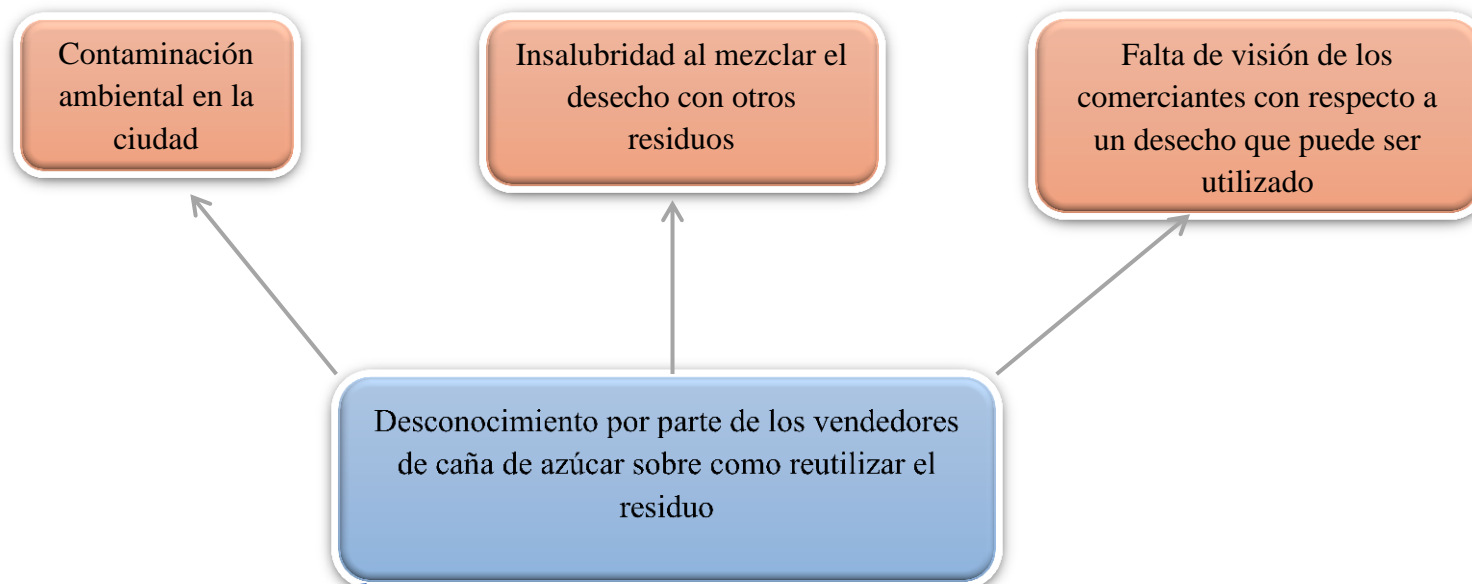 Contaminación
ambiental en la
ciudad
Insalubridad al mezclar el
desecho con otros
residuos
Falta de visión de los
comerciantes con respecto a
un desecho que puede ser
utilizado
Desconocimiento por parte de los vendedores
de caña de azúcar sobre como reutilizar el
residuo